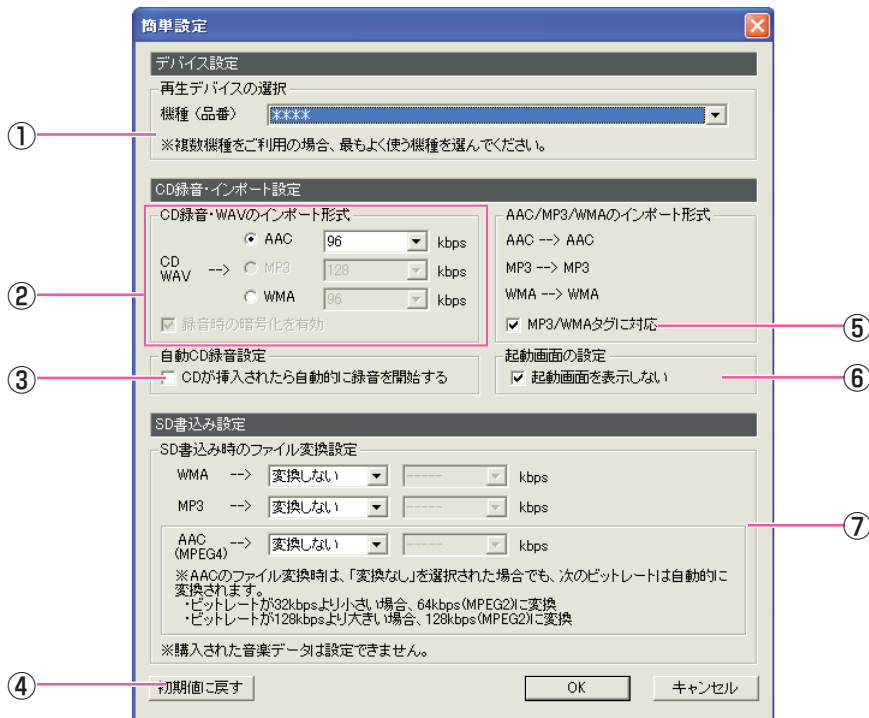 簡単設定
デバイス設定
再生デバイスの選択
機種（品番） ****
①
※複数機種をご利用の場合、最もよく使う機種を選んでください。
CD録音・インポート設定
CD録音・WAVのインポート形式
AAC 96 kbps
CD WAV --> MP3 128 kbps
WMA 96 kbps
②
録音時の暗号化を有効
AAC/MP3/WMAのインポート形式
AAC --> AAC
MP3 --> MP3
WMA --> WMA
MP3/WMAタグに対応
⑤
自動CD録音設定
③
CDが挿入されたら自動的に録音を開始する
起動画面の設定
起動画面を表示しない
⑥
SD書込み設定
SD書込み時のファイル変換設定
WMA --> 変換しない ----- kbps
MP3 --> 変換しない ----- kbps
⑦
AAC (MPEG4) --> 変換しない ----- kbps
※AACのファイル変換時は、「変換なし」を選択された場合でも、次のビットレートは自動的に
変換されます。
・ビットレートが32kbpsより小さい場合、64kbps(MPEG2)に変換
・ビットレートが128kbpsより大きい場合、128kbps(MPEG2)に変換
※購入された音楽データは設定できません。
④
初期値に戻す OK キャンセル